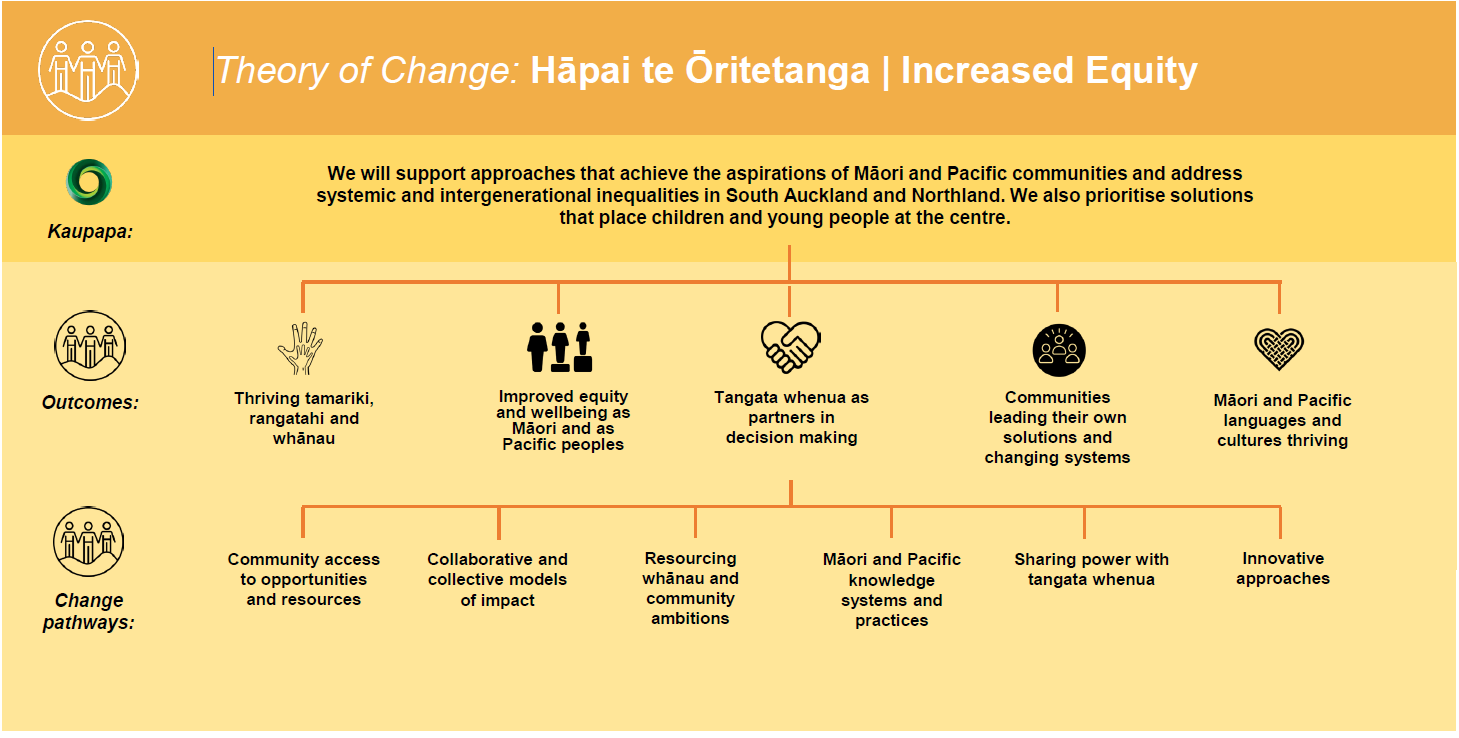 Theory of Change: Hāpai te Ōritetanga | Increased Equity
We will support approaches that achieve the aspirations of Māori and Pacific communities and address
systemic and intergenerational inequalities in South Auckland and Northland. We also prioritise solutions
that place children and young people at the centre.
Kaupapa:
Outcomes:
Thriving tamariki,
rangatahi and
whānau
Improved equity
and wellbeing as
Māori and as
Pacific peoples
Tangata whenua as
partners in
decision making
Communities
leading their own
solutions and
changing systems
Māori and Pacific
languages and
cultures thriving
Change
pathways:
Community access
to opportunities
and resources
Collaborative and
collective models
of impact
Resourcing
whānau and
community
ambitions
Māori and Pacific
knowledge
systems and
practices
Sharing power with
tangata whenua
Innovative
approaches